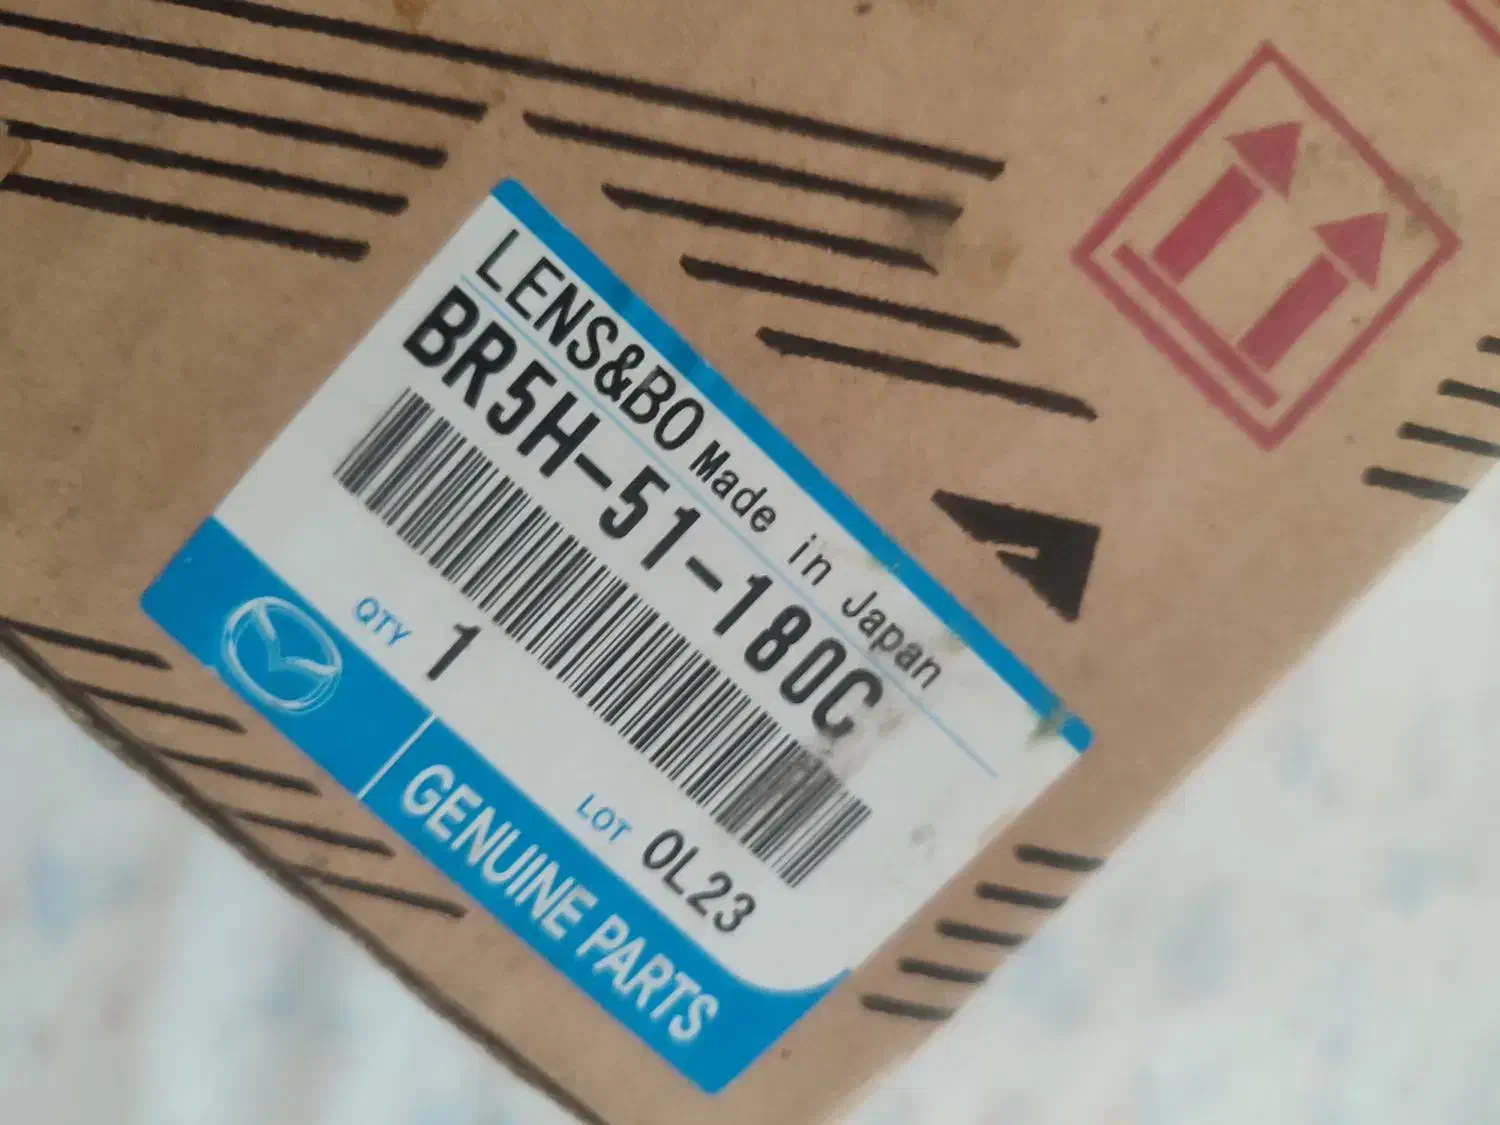 LENS&BO Made in Japan
BR5H-51-180C
QTY 1
LOT 0L23
GENUINE PARTS